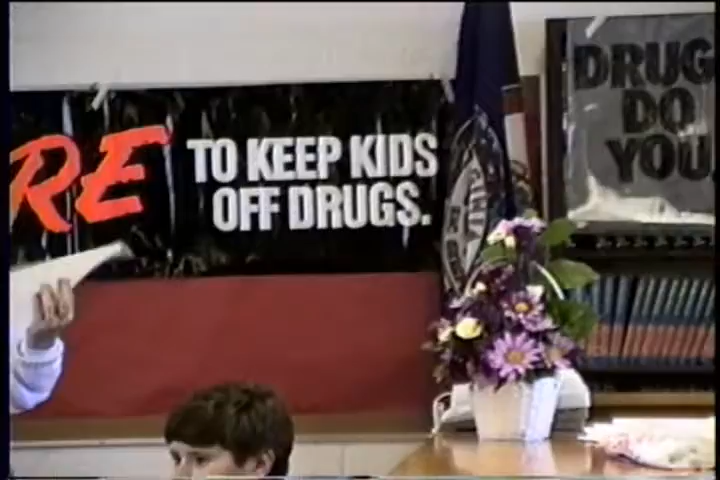 RE
TO KEEP KIDS
OFF DRUGS.
DRUG
DO
YOU